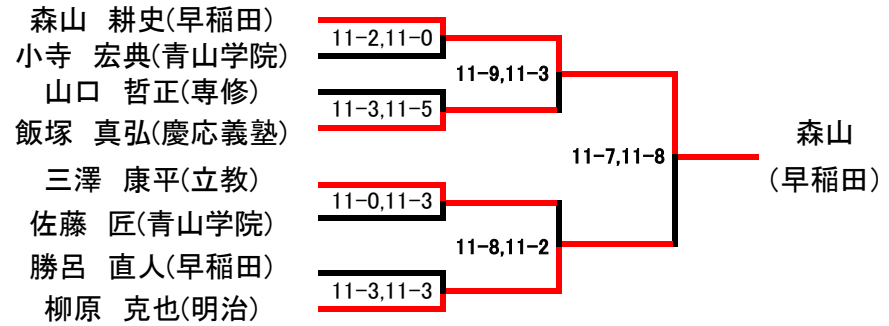 森山　耕史(早稲田)
小寺　宏典(青山学院)
山口　哲正(専修)
飯塚　真弘(慶応義塾)
三澤　康平(立教)
佐藤　匠(青山学院)
勝呂　直人(早稲田)
柳原　克也(明治)
11-2,11-0
11-3,11-5
11-0,11-3
11-3,11-3
11-9,11-3
11-8,11-2
11-7,11-8
森山
(早稲田)